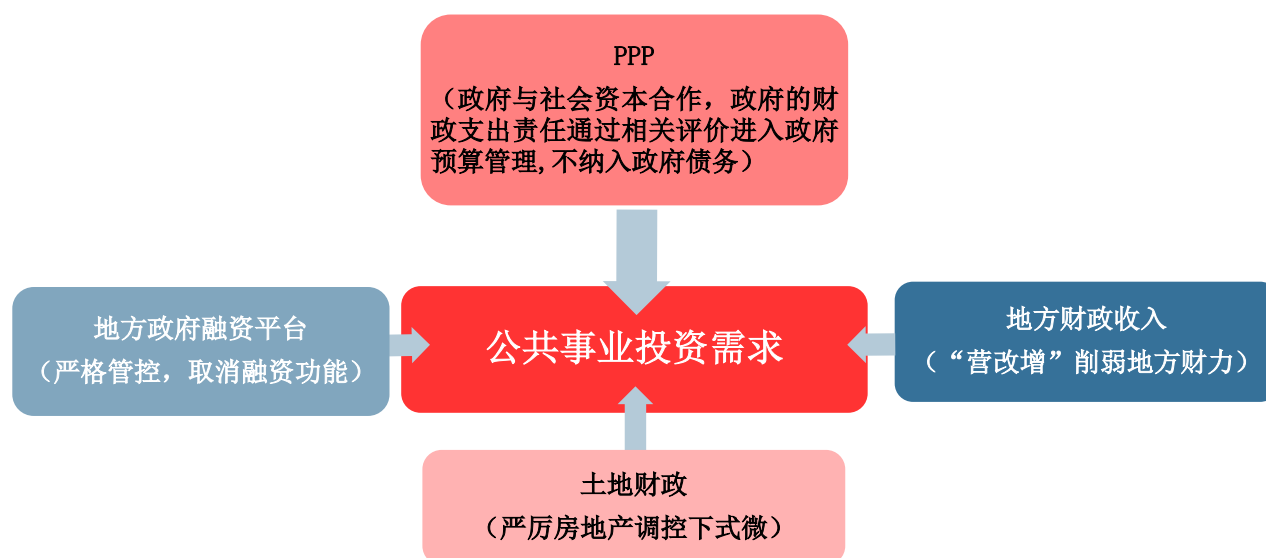 PPP
（政府与社会资本合作，政府的财
政支出责任通过相关评价进入政府
预算管理,不纳入政府债务）
地方政府融资平台
（严格管控，取消融资功能）
公共事业投资需求
地方财政收入
（“营改增”削弱地方财力）
土地财政
（严厉房地产调控下式微）